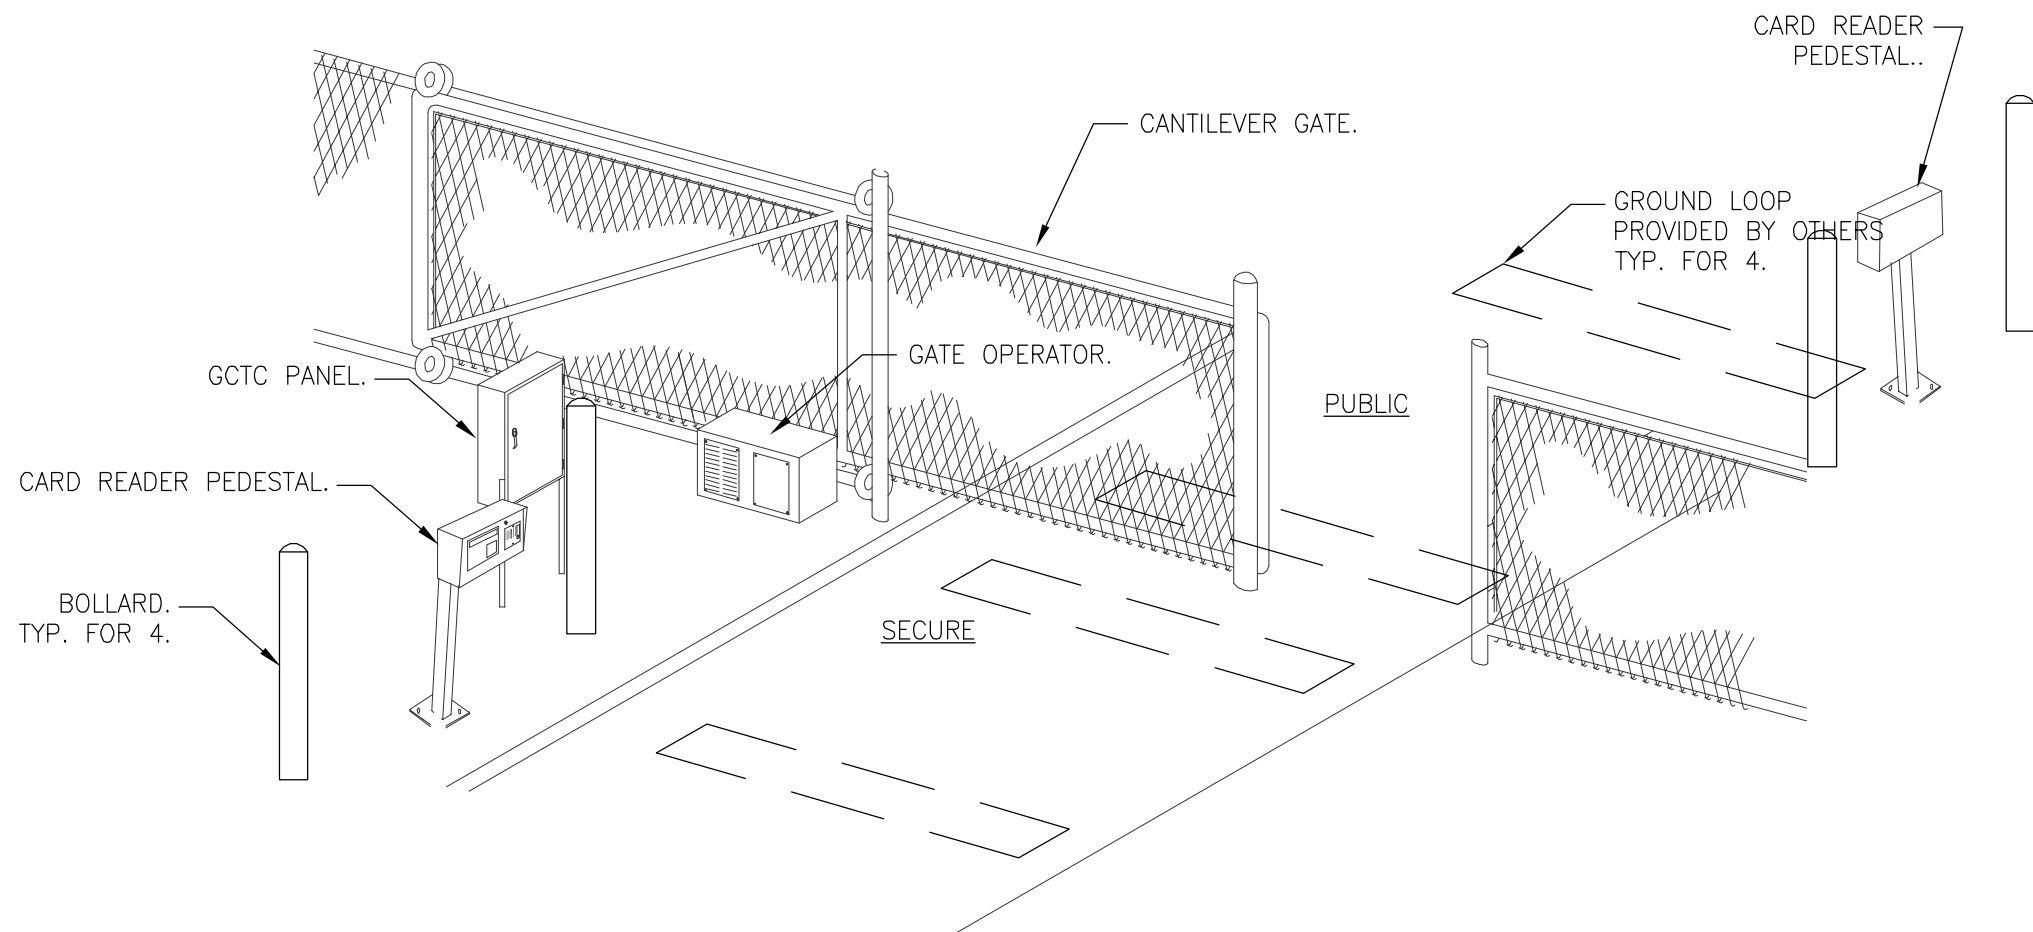 CARD READER
PEDESTAL..
CANTILEVER GATE.
GROUND LOOP
PROVIDED BY OTHERS
TYP. FOR 4.
GATE OPERATOR.
GCTC PANEL.
PUBLIC
CARD READER PEDESTAL.
BOLLARD.
TYP. FOR 4.
SECURE